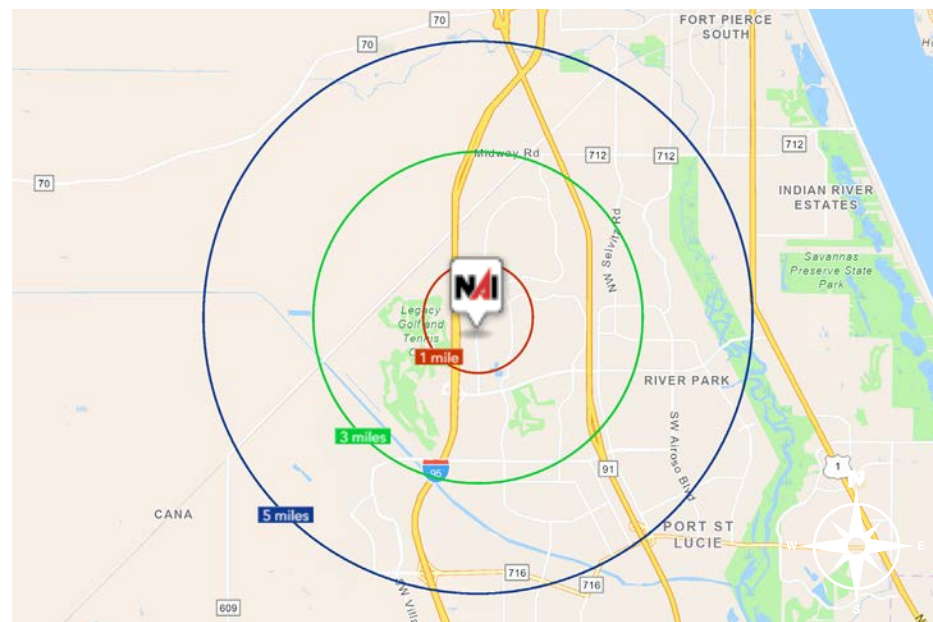 70
FORT PIERCE
SOUTH
70
Midway Rd
712
712
712
70
INDIAN RIVER
ESTATES
NW Selvitz Rd
Savannas
Preserve State
Park
NAI
Legacy
Golf and
Tennis
1 mile
RIVER PARK
SW Airoso Blvd
3 miles
95
91
1
N
5 miles
CANA
PORT ST
LUCIE
W
E
716
716
SW Villa
609
S